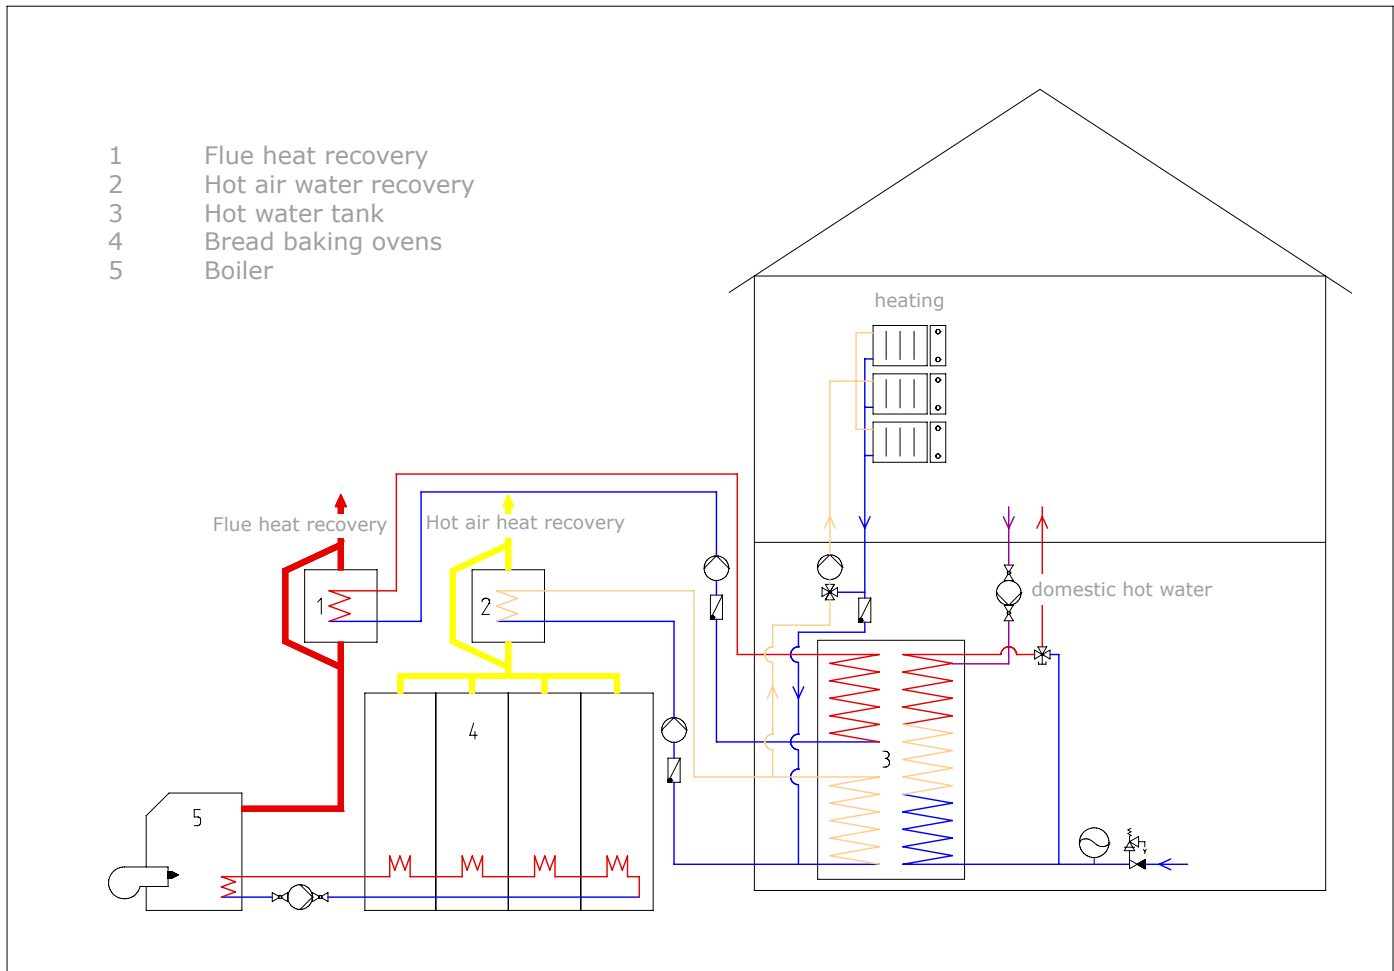 1 Flue heat recovery
2 Hot air water recovery
3 Hot water tank
4 Bread baking ovens
5 Boiler
heating
Flue heat recovery
Hot air heat recovery
domestic hot water
1
2
4
3
5